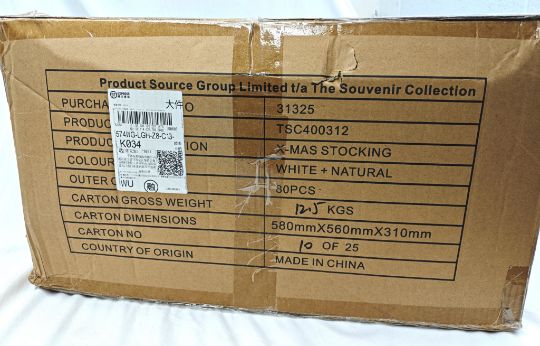 Product Source Group Limited t/a The Souvenir Collection
PURCHA O 31325
PRODUC TSC400312
PRODUC ION X-MAS STOCKING
COLOU WHITE + NATURAL
OUTER C 80PCS
CARTON GROSS WEIGHT 12.5 KGS
CARTON DIMENSIONS 580mmX560mmX310mm
CARTON NO 10 OF 25
COUNTRY OF ORIGIN MADE IN CHINA
大件
K034
WU